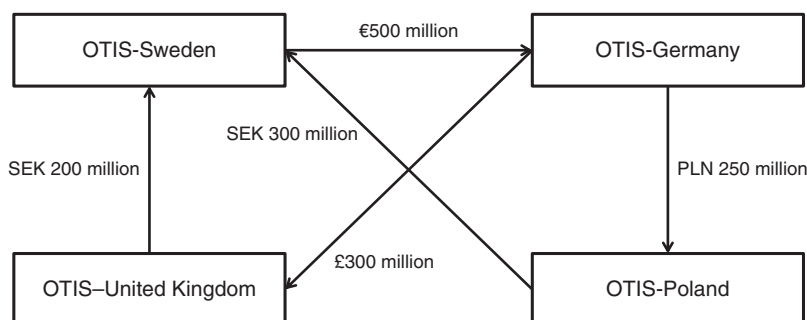 OTIS-Sweden
€500 million
OTIS-Germany
SEK 300 million
SEK 200 million
PLN 250 million
£300 million
OTIS–United Kingdom
OTIS-Poland